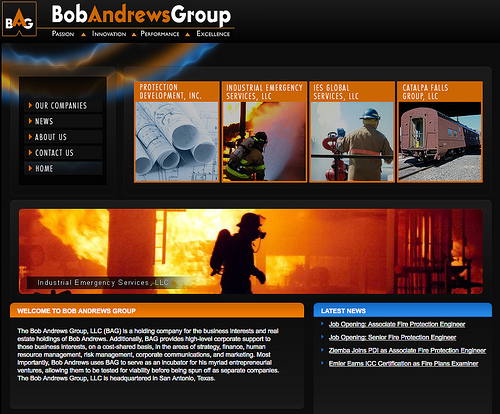 BAG
BobAndrewsGroup
PASSION ▲ INNOVATION ▲ PERFORMANCE ▲ EXCELLENCE
OUR COMPANIES
NEWS
ABOUT US
CONTACT US
HOME
PROTECTION
DEVELOPMENT, INC.
INDUSTRIAL EMERGENCY
SERVICES, LLC
IES GLOBAL
SERVICES, LLC
CATALPA FALLS
GROUP, LLC
Industrial Emergency Services, LLC
WELCOME TO BOB ANDREWS GROUP
The Bob Andrews Group, LLC (BAG) is a holding company for the business interests and real
estate holdings of Bob Andrews. Additionally, BAG provides high-level corporate support to
those business interests, on a cost-shared basis, in the areas of strategy, finance, human
resource management, risk management, corporate communications, and marketing. Most
importantly, Bob Andrews uses BAG to serve as an incubator for his myriad entrepreneurial
ventures, allowing them to be tested for viability before being spun off as separate companies.
The Bob Andrews Group, LLC is headquartered in San Antonio, Texas.
LATEST NEWS
Job Opening: Associate Fire Protection Engineer
Job Opening: Senior Fire Protection Engineer
Ziemba Joins PDI as Associate Fire Protection Engineer
Emler Earns ICC Certification as Fire Plans Examiner